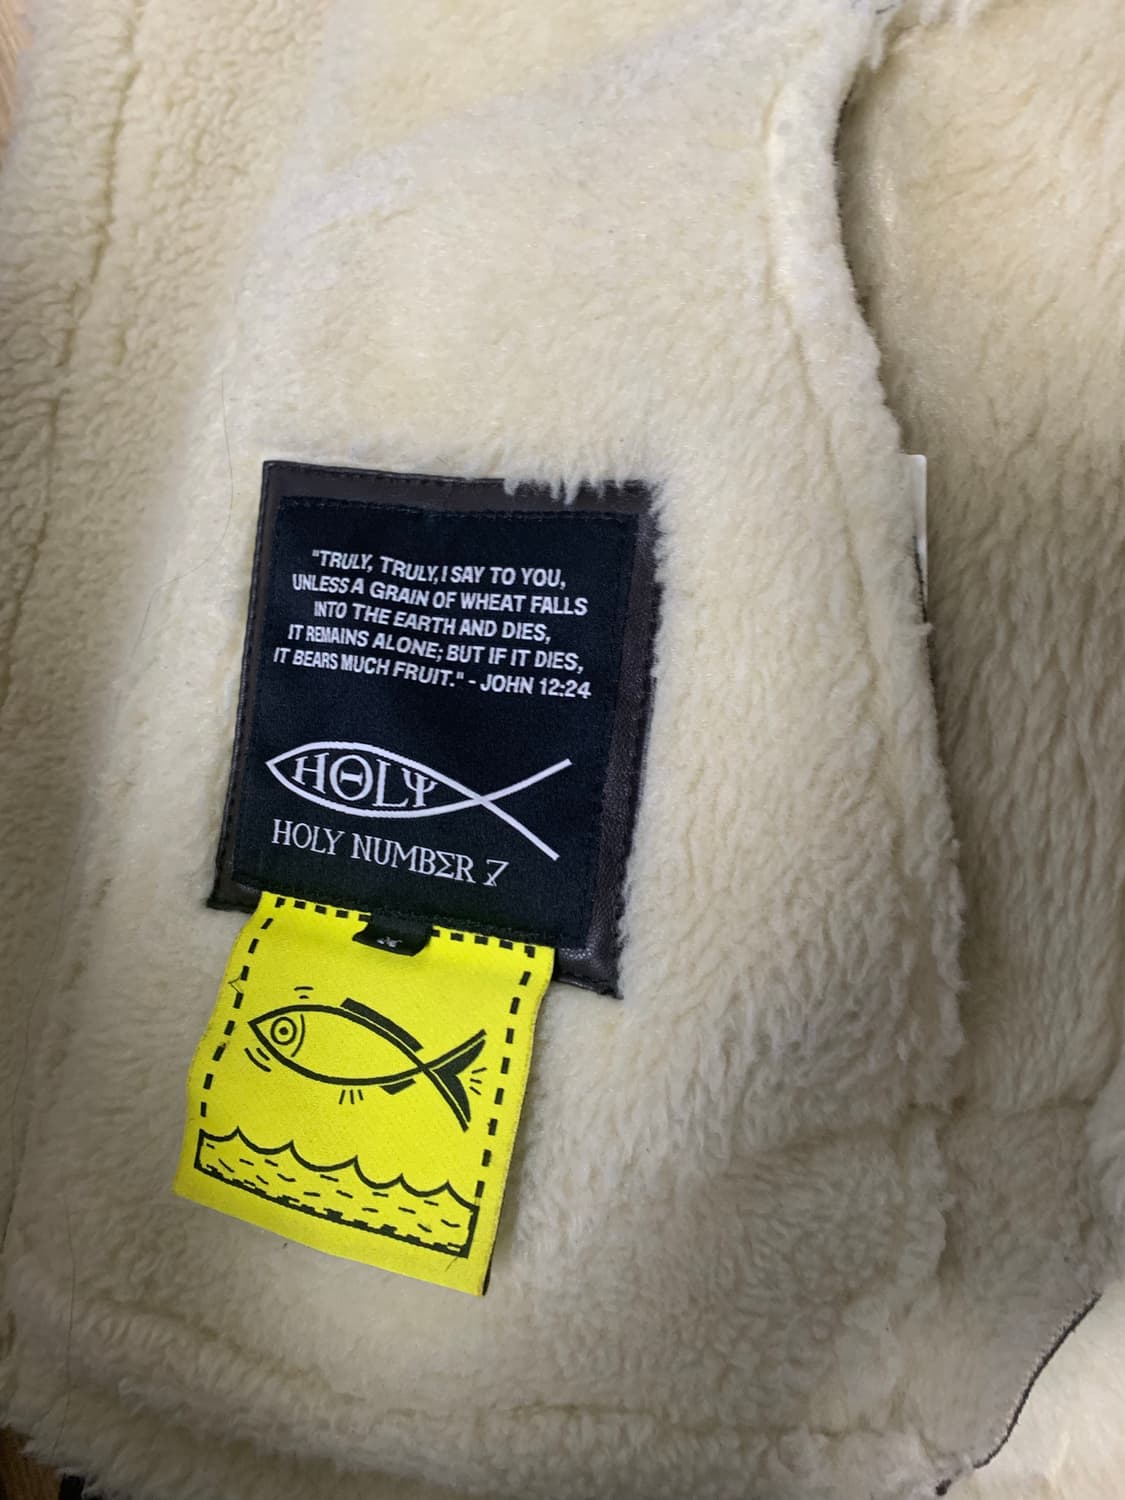 "TRULY, TRULY, I SAY TO YOU,
UNLESS A GRAIN OF WHEAT FALLS
INTO THE EARTH AND DIES,
IT REMAINS ALONE; BUT IF IT DIES,
IT BEARS MUCH FRUIT." - JOHN 12:24
HΘLΨ
HOLY NUMBΣR 7